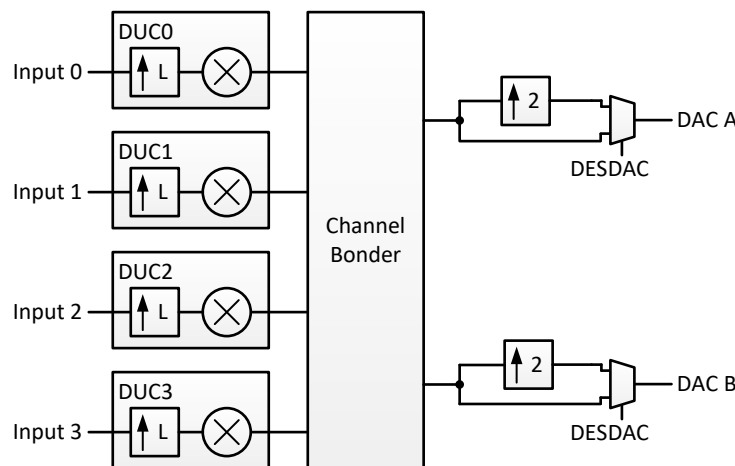 DUC0
Input 0
L
2
DAC A
DESDAC
DUC1
Input 1
L
Channel
Bonder
DUC2
Input 2
L
2
DAC B
DESDAC
DUC3
Input 3
L